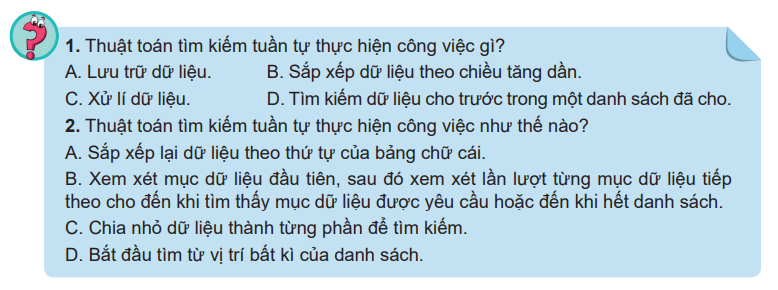 1. Thuật toán tìm kiếm tuần tự thực hiện công việc gì?
A. Lưu trữ dữ liệu. B. Sắp xếp dữ liệu theo chiều tăng dần.
C. Xử lí dữ liệu. D. Tìm kiếm dữ liệu cho trước trong một danh sách đã cho.
2. Thuật toán tìm kiếm tuần tự thực hiện công việc như thế nào?
A. Sắp xếp lại dữ liệu theo thứ tự của bảng chữ cái.
B. Xem xét mục dữ liệu đầu tiên, sau đó xem xét lần lượt từng mục dữ liệu tiếp
theo cho đến khi tìm thấy mục dữ liệu được yêu cầu hoặc đến khi hết danh sách.
C. Chia nhỏ dữ liệu thành từng phần để tìm kiếm.
D. Bắt đầu tìm từ vị trí bất kì của danh sách.